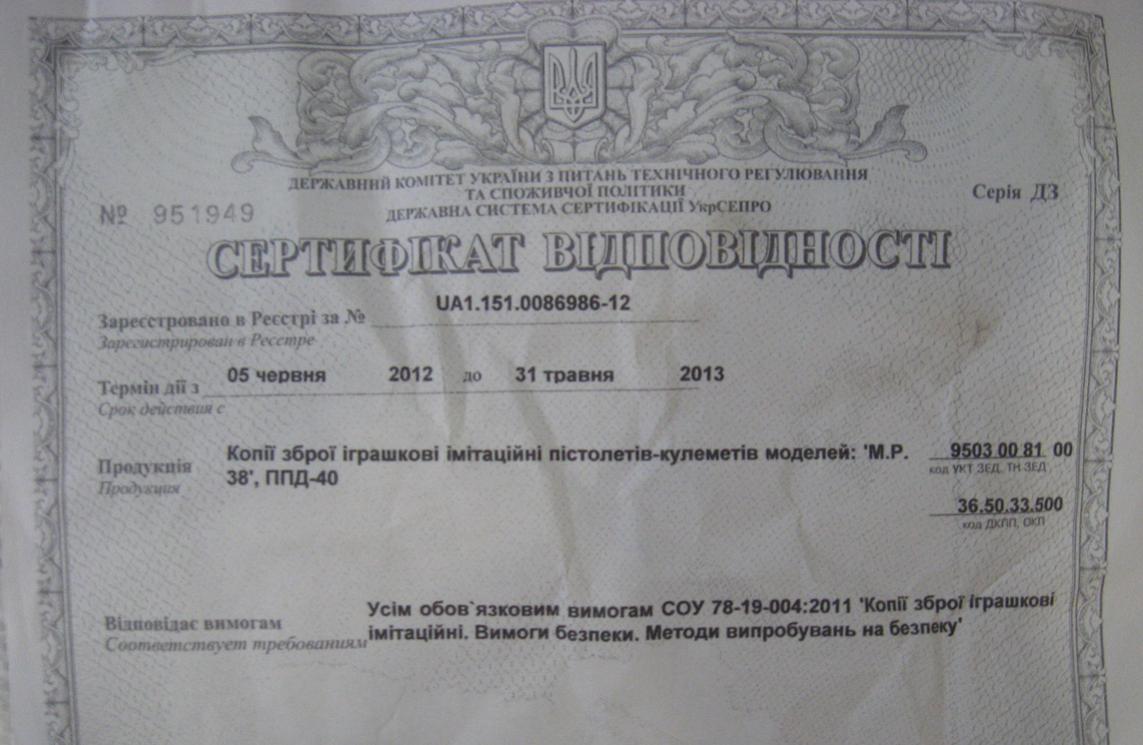 ДЕРЖАВНИЙ КОМІТЕТ УКРАЇНИ З ПИТАНЬ ТЕХНІЧНОГО РЕГУЛЮВАННЯ
ТА СПОЖИВЧОЇ ПОЛІТИКИ
ДЕРЖАВНА СИСТЕМА СЕРТИФІКАЦІЇ УкрСЕПРО
Серія ДЗ
№ 951949
СЕРТИФІКАТ ВІДПОВІДНОСТІ
Зареєстровано в Реєстрі за № UA1.151.0086986-12
Зарегистрирован в Реестре
Термін дії з 05 червня 2012 до 31 травня 2013
Срок действия с
Продукція Копії зброї іграшкові імітаційні пістолетів-кулеметів моделей: 'М.Р. 9503 00 81 00
Продукция 38', ППД-40 код УКТ ЗЕД, ТН ЗЕД
36.50.33.500
код ДКПП, ОКП
Відповідає вимогам Усім обов`язковим вимогам СОУ 78-19-004:2011 'Копії зброї іграшкові
Соответствует требованиям імітаційні. Вимоги безпеки. Методи випробувань на безпеку'